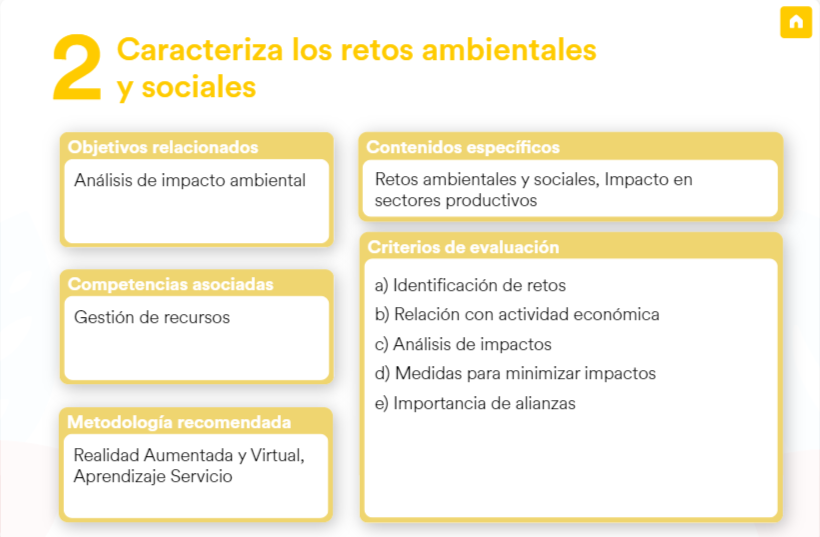 2
Caracteriza los retos ambientales
y sociales
Objetivos relacionados
Análisis de impacto ambiental
Competencias asociadas
Gestión de recursos
Metodología recomendada
Realidad Aumentada y Virtual,
Aprendizaje Servicio
Contenidos específicos
Retos ambientales y sociales, Impacto en
sectores productivos
Criterios de evaluación
a) Identificación de retos
b) Relación con actividad económica
c) Análisis de impactos
d) Medidas para minimizar impactos
e) Importancia de alianzas